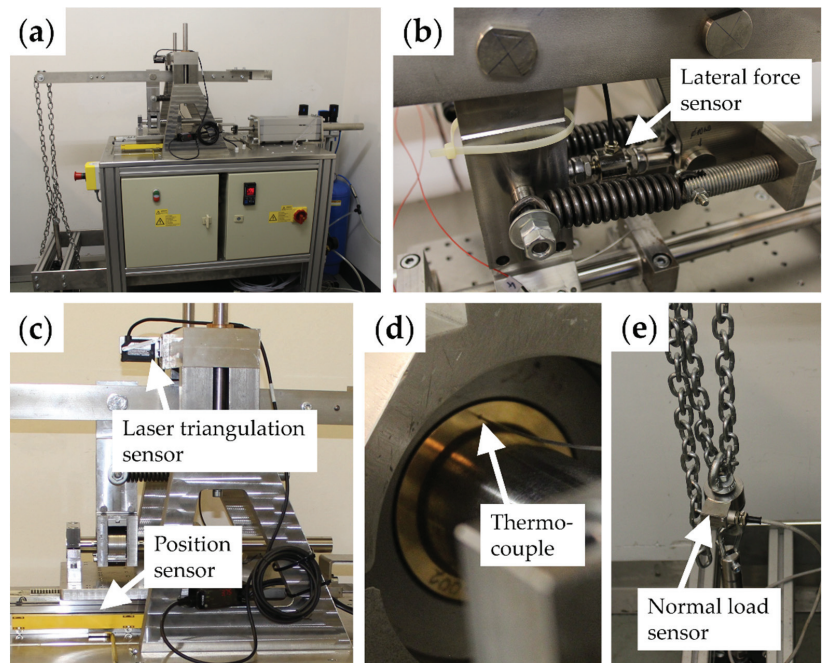 (a)
(b)
Lateral force
sensor
(c)
Laser triangulation
sensor
Position
sensor
(d)
Thermo-
couple
(e)
Normal load
sensor